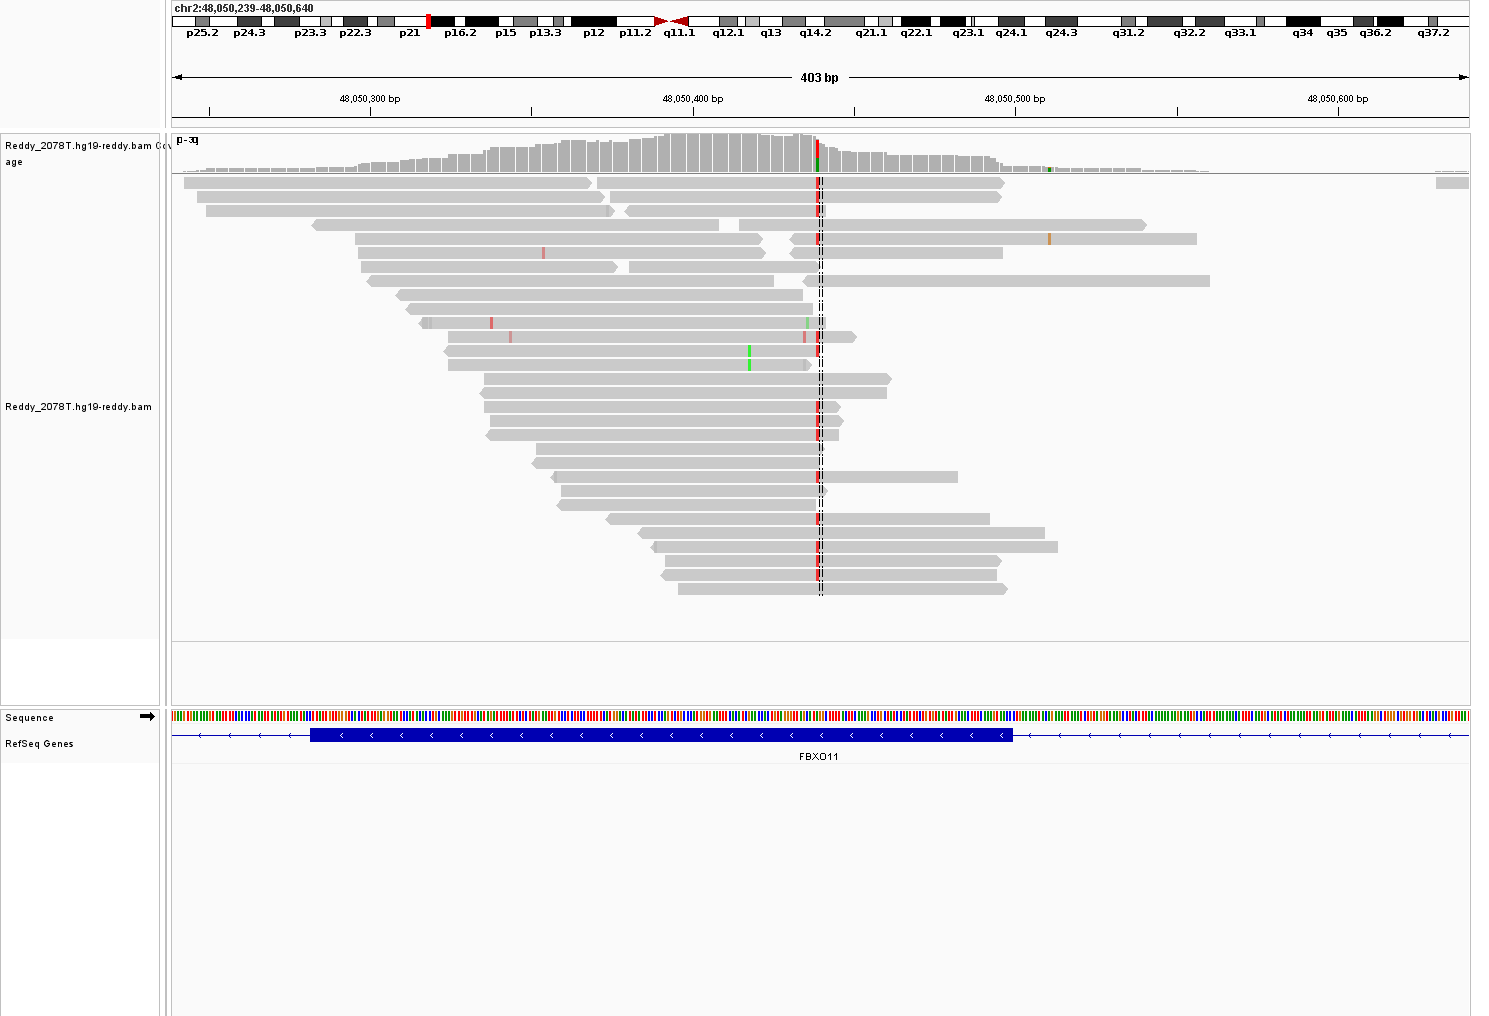 chr2:48,050,239-48,050,640
p25.2 p24.3 p23.3 p22.3 p21 p16.2 p15 p13.3 p12 p11.2 q11.1 q12.1 q13 q14.2 q21.1 q22.1 q23.1 q24.1 q24.3 q31.2 q32.2 q33.1 q34 q35 q36.2 q37.2
403 bp
48,050,300 bp 48,050,400 bp 48,050,500 bp 48,050,600 bp
Reddy_2078T.hg19-reddy.bam Cov
age
[0 - 30]
Reddy_2078T.hg19-reddy.bam
Sequence
RefSeq Genes
FBXO11